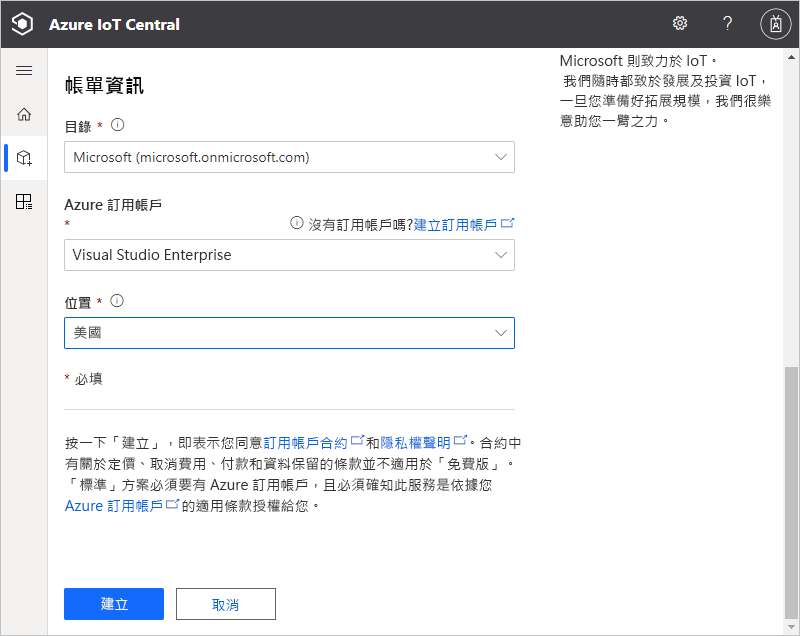 Azure IoT Central
?
Microsoft 則致力於 IoT。
我們隨時都致於發展及投資 IoT，
一旦您準備好拓展規模，我們很樂
意助您一臂之力。
帳單資訊
目錄 *
Microsoft (microsoft.onmicrosoft.com)
Azure 訂用帳戶
*
沒有訂用帳戶嗎?建立訂用帳戶
Visual Studio Enterprise
位置 *
美國
* 必填
按一下「建立」，即表示您同意訂用帳戶合約和隱私權聲明。合約中
有關於定價、取消費用、付款和資料保留的條款並不適用於「免費版」。
「標準」方案必須要有 Azure 訂用帳戶，且必須確知此服務是依據您
Azure 訂用帳戶的適用條款授權給您。
建立
取消